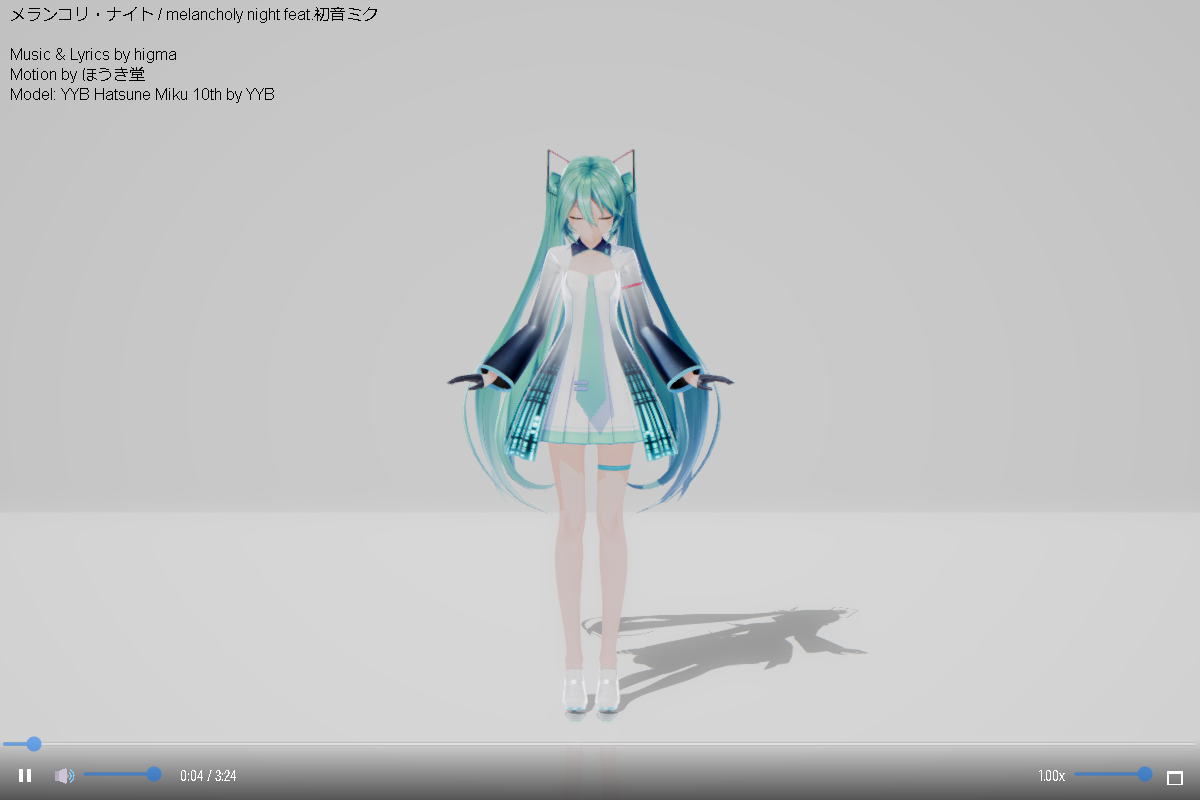 メランコリ・ナイト / melancholy night feat.初音ミク
Music & Lyrics by higma
Motion by ほうき堂
Model: YYB Hatsune Miku 10th by YYB
0:04 / 3:24
1.00x